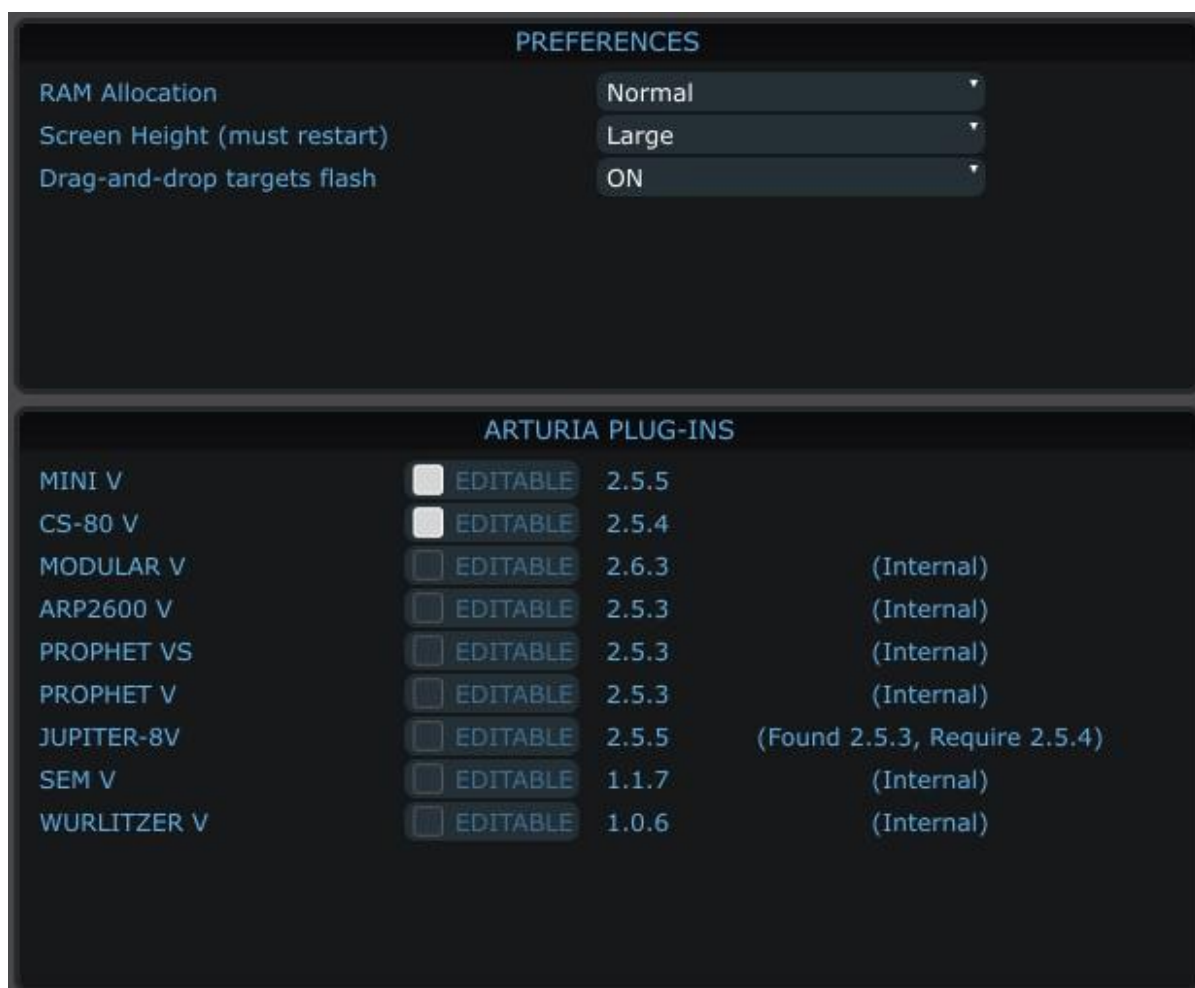 PREFERENCES
RAM Allocation Normal
Screen Height (must restart) Large
Drag-and-drop targets flash ON
ARTURIA PLUG-INS
MINI V EDITABLE 2.5.5
CS-80 V EDITABLE 2.5.4
MODULAR V EDITABLE 2.6.3 (Internal)
ARP2600 V EDITABLE 2.5.3 (Internal)
PROPHET VS EDITABLE 2.5.3 (Internal)
PROPHET V EDITABLE 2.5.3 (Internal)
JUPITER-8V EDITABLE 2.5.5 (Found 2.5.3, Require 2.5.4)
SEM V EDITABLE 1.1.7 (Internal)
WURLITZER V EDITABLE 1.0.6 (Internal)